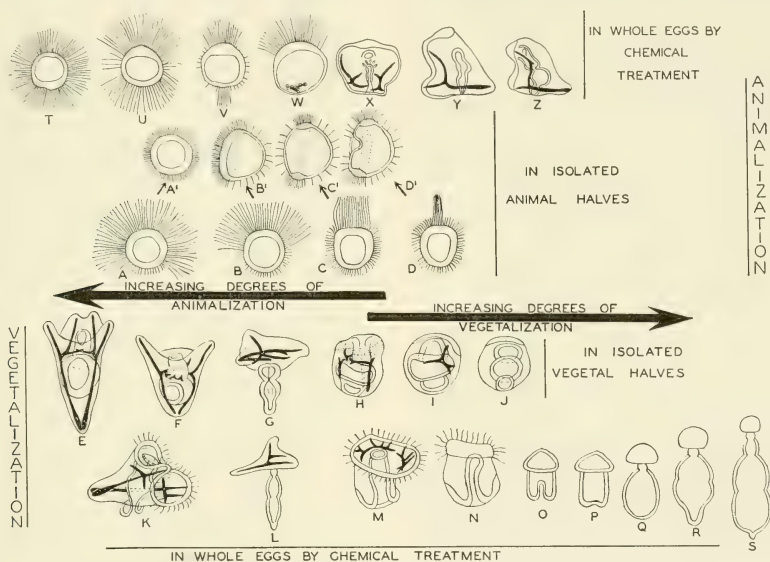 IN WHOLE EGGS BY
CHEMICAL
TREATMENT
T
U
V
W
X
Y
Z
ANIMALIZATION
A'
B'
C'
D'
IN ISOLATED
ANIMAL HALVES
A
B
C
D
INCREASING DEGREES OF
ANIMALIZATION
INCREASING DEGREES OF
VEGETALIZATION
VEGETALIZATION
E
F
G
H
I
J
IN ISOLATED
VEGETAL HALVES
K
L
M
N
O
P
Q
R
S
IN WHOLE EGGS BY CHEMICAL TREATMENT